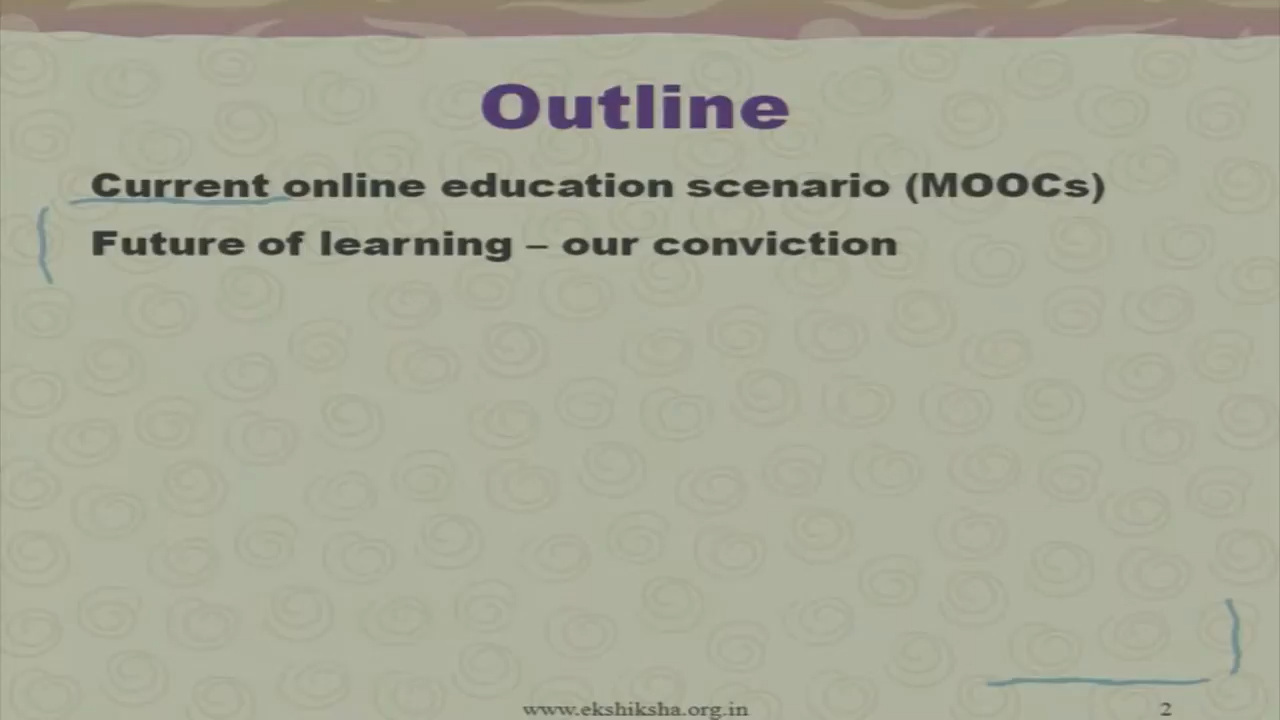 Outline
Current online education scenario (MOOCs)
Future of learning – our conviction
www.ekshiksha.org.in
2